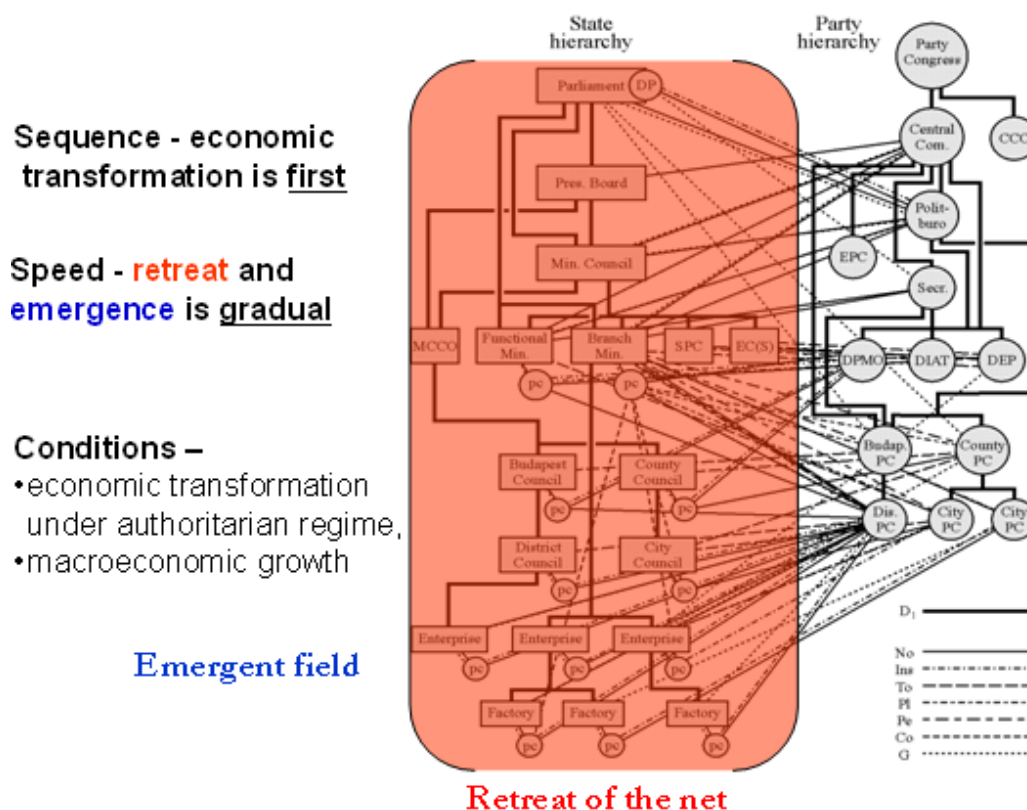 State
hierarchy
Party
hierarchy
Sequence - economic
transformation is first
Speed - retreat and
emergence is gradual
Conditions –
•economic transformation
under authoritarian regime,
•macroeconomic growth
Emergent field
Retreat of the net
Parliament
DP
Pres. Board
Min. Council
MCCO
Functional
Min.
Branch
Min.
SPC
EC(S)
pc
pc
Budapest
Council
County
Council
pc
pc
District
Council
City
Council
pc
pc
Enterprise
Enterprise
Enterprise
pc
pc
pc
Factory
Factory
Factory
pc
pc
pc
Party
Congress
Central
Com.
CCC
Polit-
buro
EPC
Secr.
DPMO
DIAT
DEP
Budap.
PC
County
PC
Dis.
PC
City
PC
City
PC
D1
No
Ins
To
Pl
Pe
Co
G